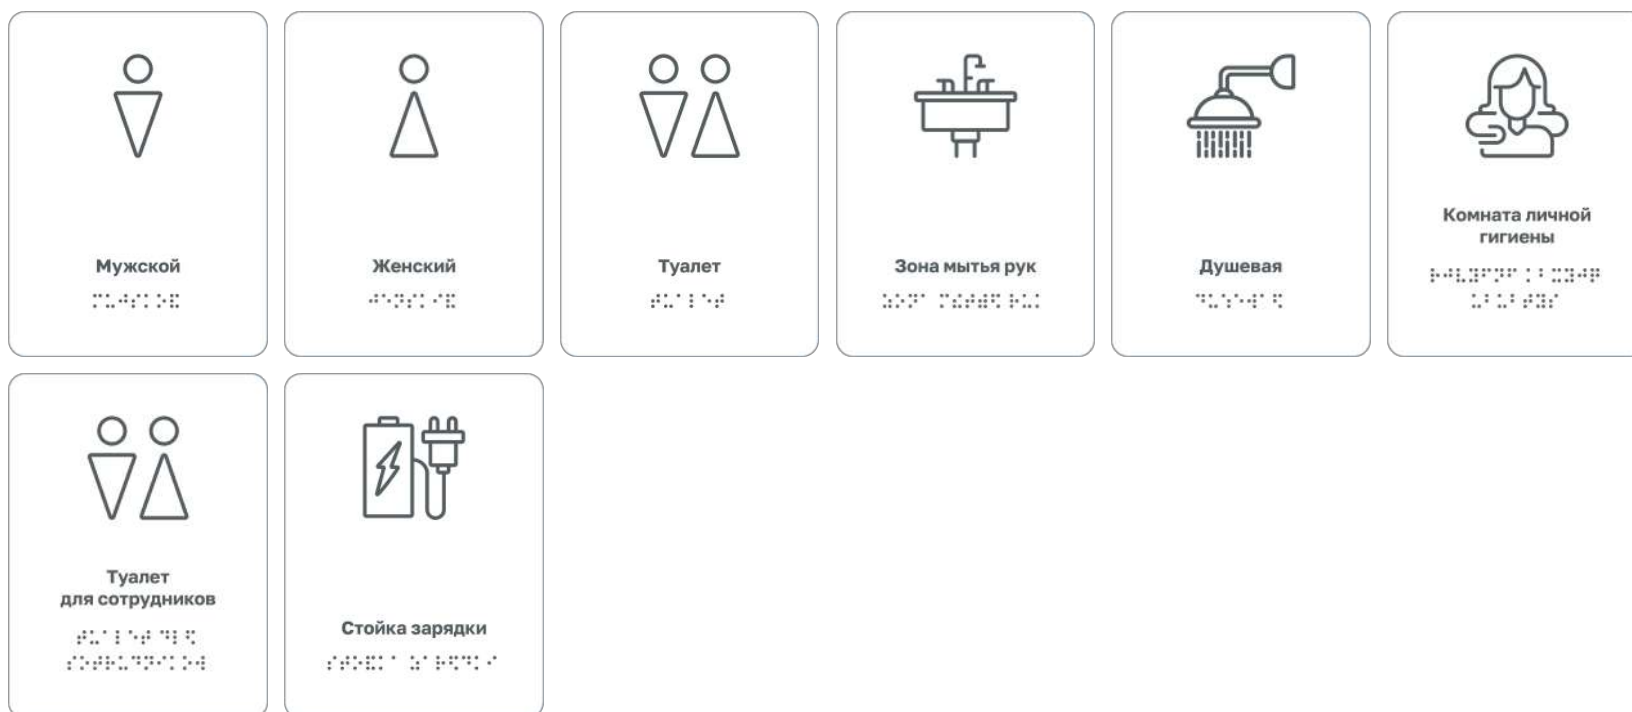 Мужской
⠍⠥⠚⠎⠅⠕⠯
Женский
⠚⠑⠝⠎⠅⠊⠯
Туалет
⠞⠥⠁⠇⠑⠞
Зона мытья рук
⠵⠕⠝⠁ ⠍⠮⠞⠾⠫ ⠗⠥⠅
Душевая
⠙⠥⠱⠑⠺⠁⠫
Комната личной
гигиены
Туалет
для сотрудников
⠞⠥⠁⠇⠑⠞ ⠙⠇⠫
⠎⠕⠞⠗⠥⠙⠝⠊⠅⠕⠺
Стойка зарядки
⠎⠞⠕⠯⠅⠁ ⠵⠁⠗⠫⠙⠅⠊